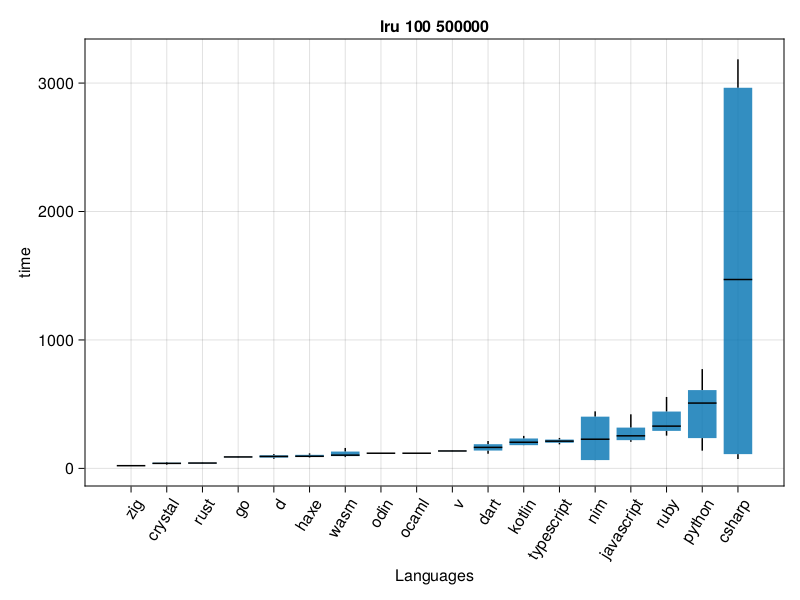 lru 100 500000
time
3000
2000
1000
0
zig
crystal
rust
go
d
haxe
wasm
odin
ocaml
v
dart
kotlin
typescript
nim
javascript
ruby
python
csharp
Languages